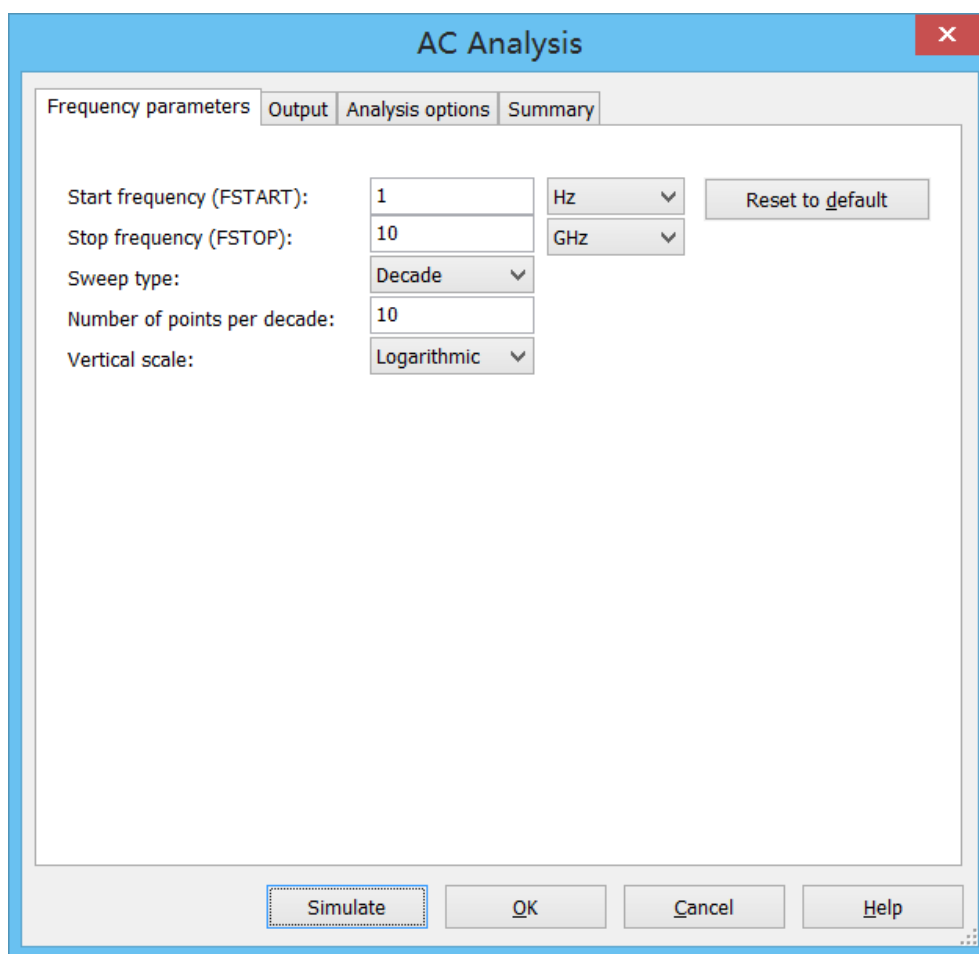 AC Analysis
Frequency parameters Output Analysis options Summary
Start frequency (FSTART): 1 Hz Reset to default
Stop frequency (FSTOP): 10 GHz
Sweep type: Decade
Number of points per decade: 10
Vertical scale: Logarithmic
Simulate OK Cancel Help